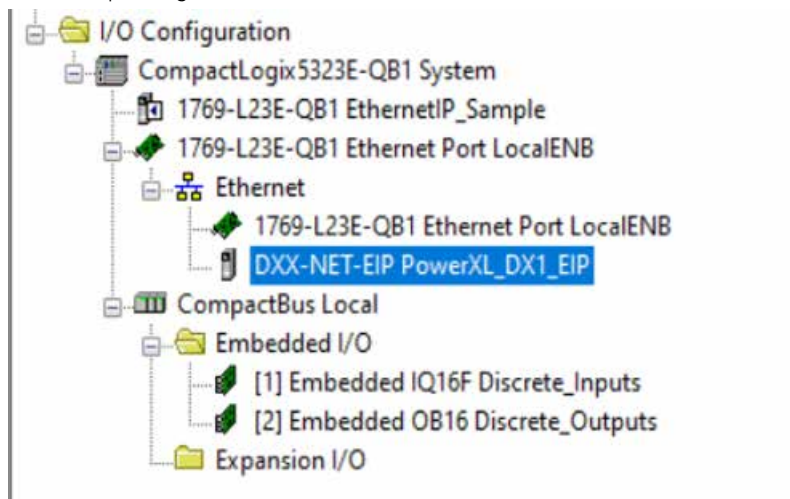 I/O Configuration
CompactLogix5323E-QB1 System
1769-L23E-QB1 EthernetIP_Sample
1769-L23E-QB1 Ethernet Port LocalENB
Ethernet
1769-L23E-QB1 Ethernet Port LocalENB
DXX-NET-EIP PowerXL_DX1_EIP
CompactBus Local
Embedded I/O
[1] Embedded IQ16F Discrete_Inputs
[2] Embedded OB16 Discrete_Outputs
Expansion I/O